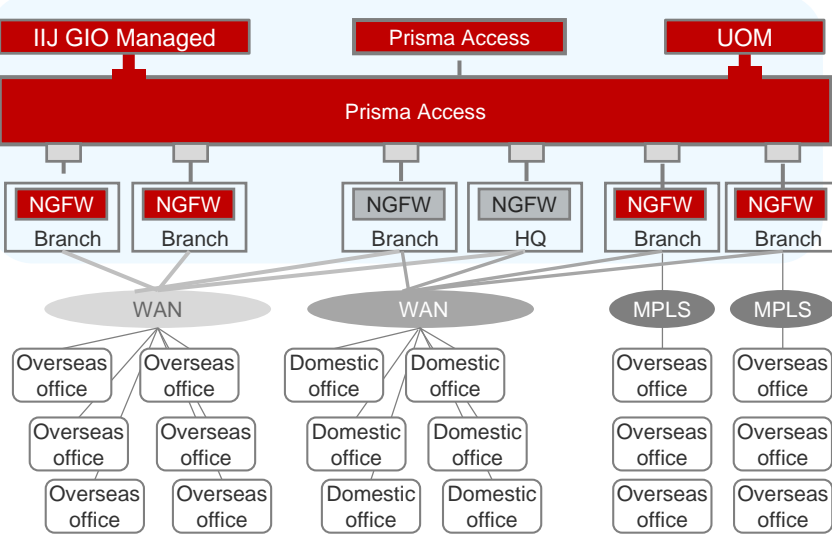 IIJ GIO Managed
Prisma Access
UOM
Prisma Access
NGFW
Branch
NGFW
Branch
NGFW
Branch
NGFW
HQ
NGFW
Branch
NGFW
Branch
WAN
WAN
MPLS
MPLS
Overseas
office
Overseas
office
Domestic
office
Domestic
office
Overseas
office
Overseas
office
Overseas
office
Overseas
office
Domestic
office
Domestic
office
Overseas
office
Overseas
office
Overseas
office
Overseas
office
Domestic
office
Domestic
office
Overseas
office
Overseas
office